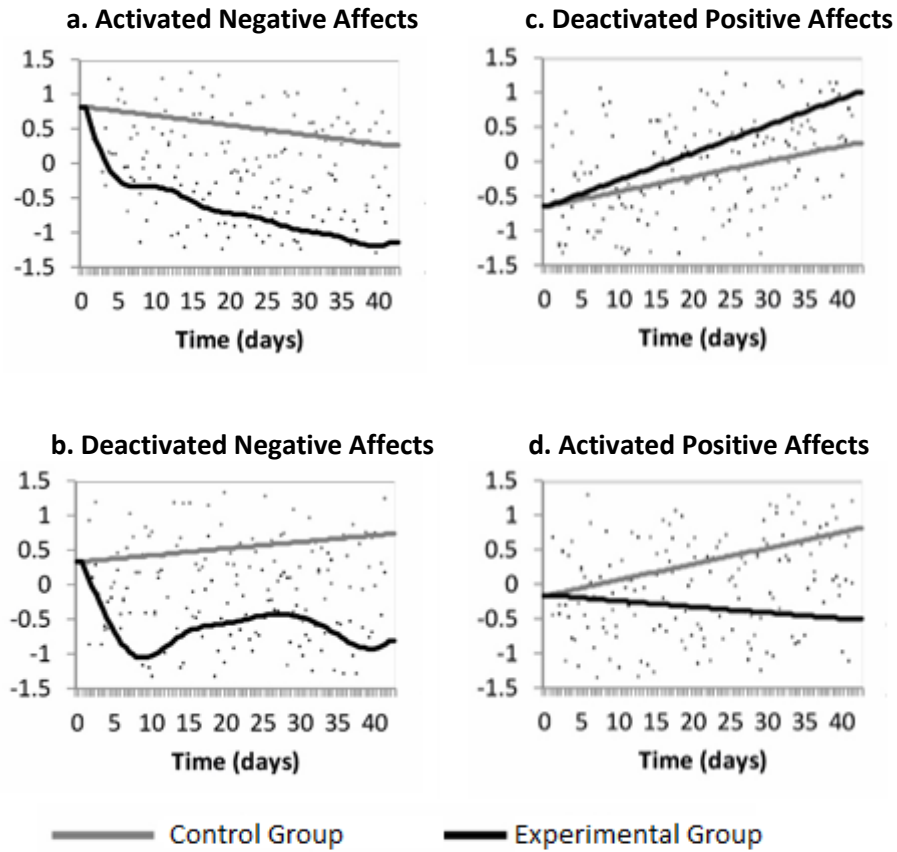 a. Activated Negative Affects
1.5
1
0.5
0
-0.5
-1
-1.5
0 5 10 15 20 25 30 35 40
Time (days)
c. Deactivated Positive Affects
1.5
1
0.5
0
-0.5
-1
-1.5
0 5 10 15 20 25 30 35 40
Time (days)
b. Deactivated Negative Affects
1.5
1
0.5
0
-0.5
-1
-1.5
0 5 10 15 20 25 30 35 40
Time (days)
d. Activated Positive Affects
1.5
1
0.5
0
-0.5
-1
-1.5
0 5 10 15 20 25 30 35 40
Time (days)
Control Group Experimental Group